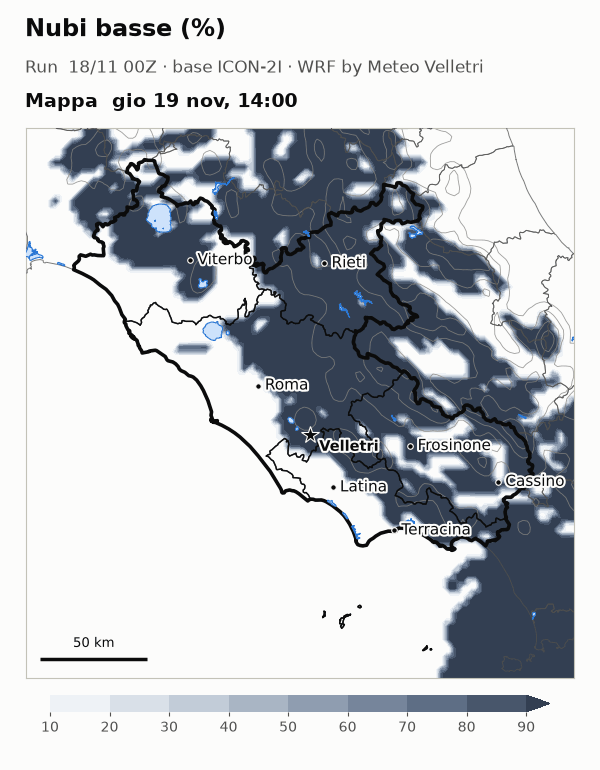 Nubi basse (%)
Run  18/11 00Z · base ICON-2I · WRF by Meteo Velletri
Mappa  gio 19 nov, 14:00
Viterbo
Rieti
Roma
Velletri
Frosinone
Latina
Cassino
Terracina
50 km
10 20 30 40 50 60 70 80 90